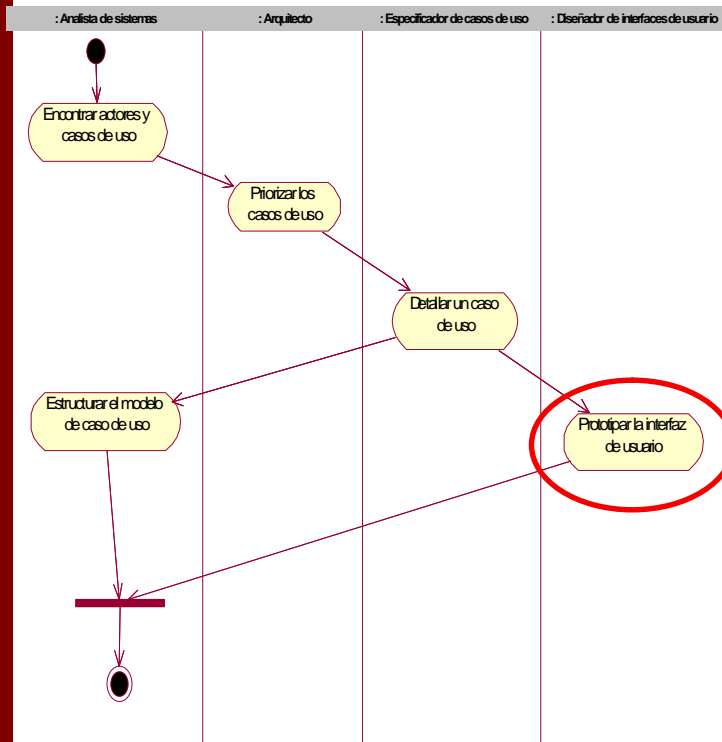 : Analista de sistemas
: Arquitecto
: Especificador de casos de uso
: Diseñador de interfaces de usuario
Encontrar actores y
casos de uso
Priorizar los
casos de uso
Detallar un caso
de uso
Estructurar el modelo
de caso de uso
Prototipar la interfaz
de usuario